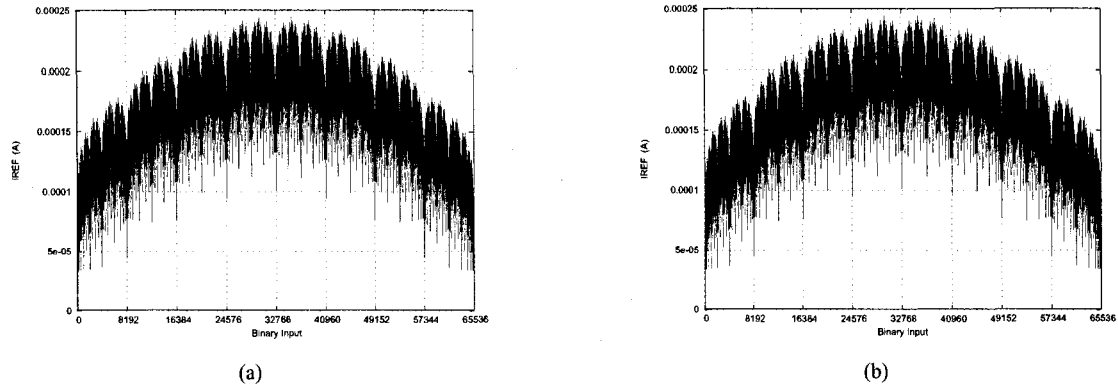 0.00025
0.0002
0.00015
0.0001
5e-05
0
IREF (A)
0 8192 16384 24576 32766 40960 49152 57344 65536
Binary Input
(a)
0.00025
0.0002
0.00015
0.0001
5e-05
0
IREF (A)
0 8192 16384 24576 32768 40960 49152 57344 65536
Binary Input
(b)